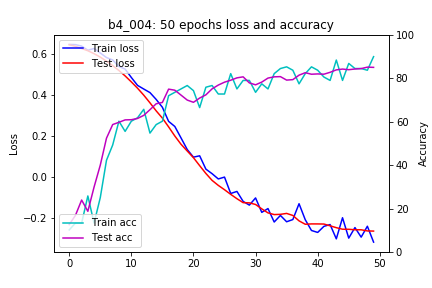 b4_004: 50 epochs loss and accuracy
Train loss
Test loss
Train acc
Test acc
Loss
0.6
0.4
0.2
0.0
−0.2
Accuracy
100
80
60
40
20
0
0 10 20 30 40 50